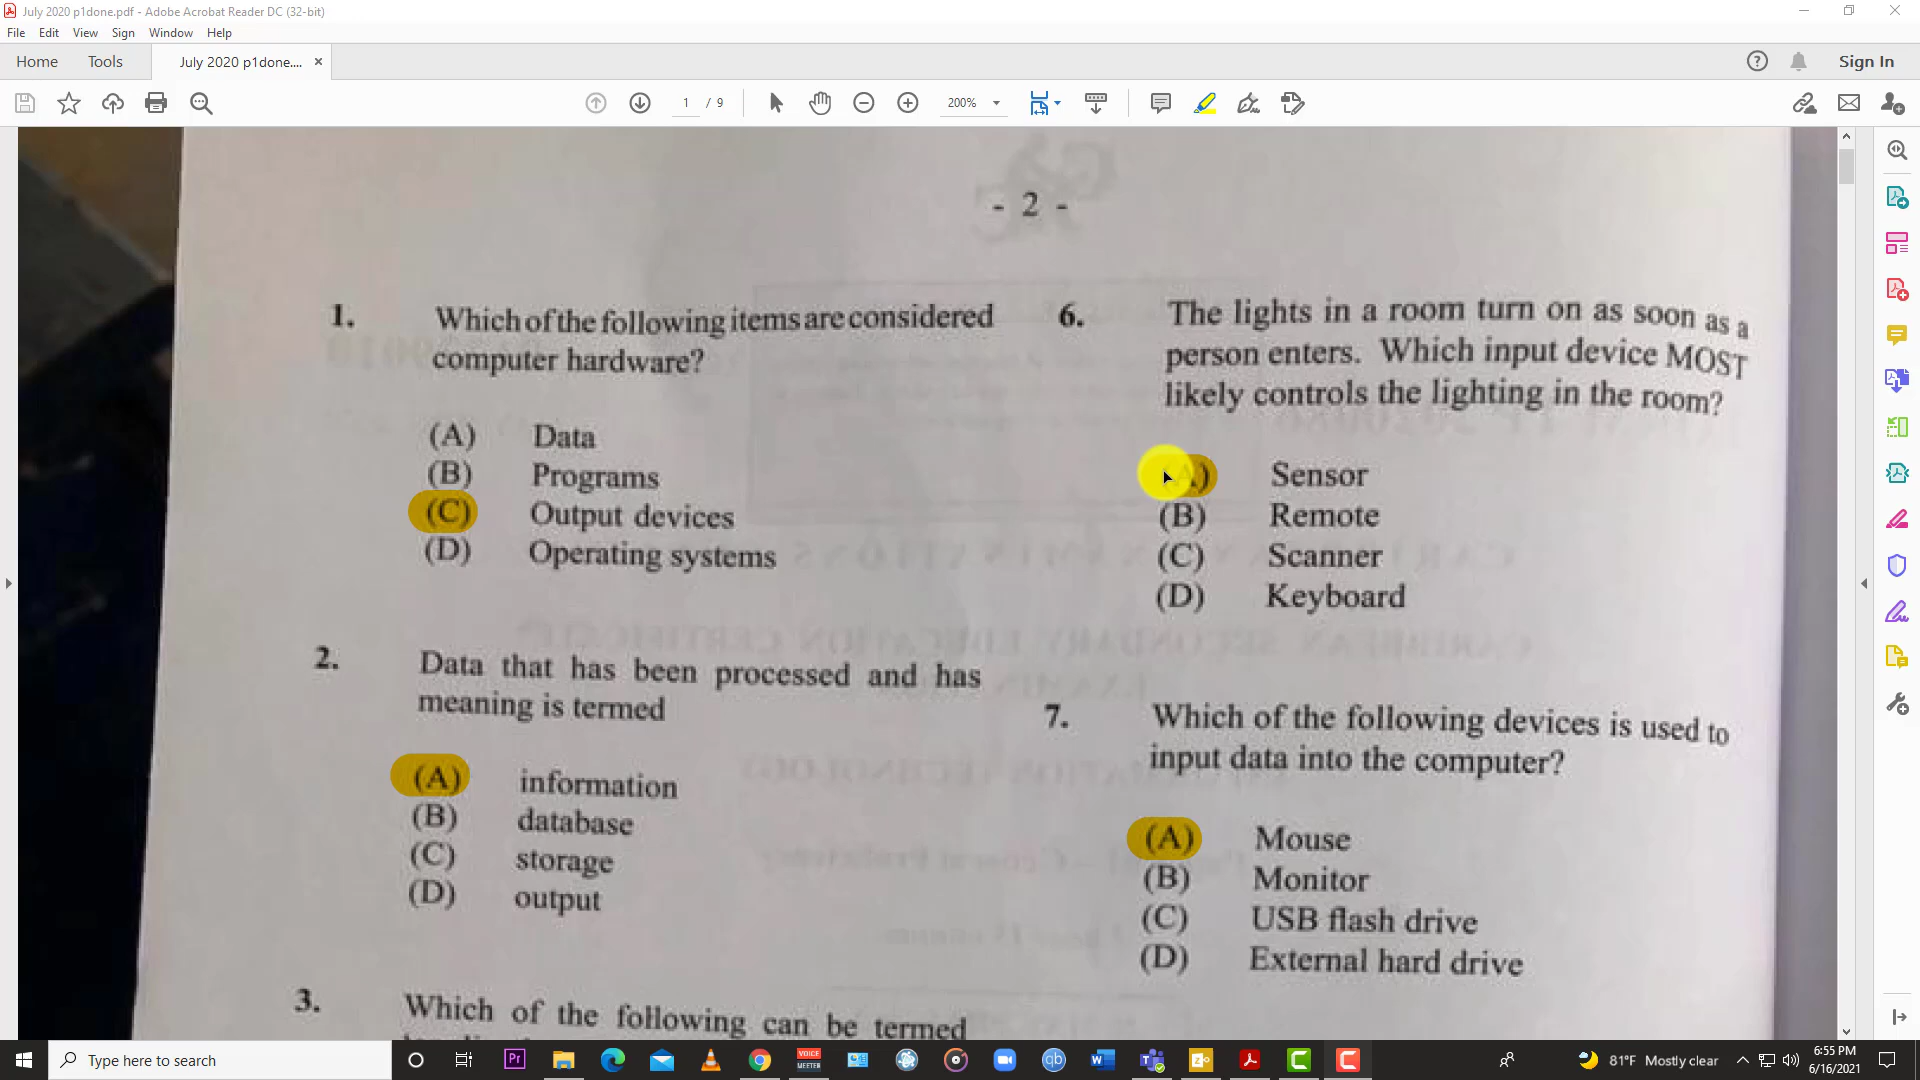 July 2020 p1done.pdf - Adobe Acrobat Reader DC (32-bit)
File Edit View Sign Window Help
Home Tools July 2020 p1done.... × Sign In
1 / 9 200%
- 2 -
1. Which of the following items are considered
computer hardware?
(A) Data
(B) Programs
(C) Output devices
(D) Operating systems
2. Data that has been processed and has
meaning is termed
(A) information
(B) database
(C) storage
(D) output
3. Which of the following can be termed
6. The lights in a room turn on as soon as a
person enters. Which input device MOST
likely controls the lighting in the room?
(A) Sensor
(B) Remote
(C) Scanner
(D) Keyboard
7. Which of the following devices is used to
input data into the computer?
(A) Mouse
(B) Monitor
(C) USB flash drive
(D) External hard drive
Type here to search
Pr
VOICE
MEETER
qb
81°F Mostly clear
6:55 PM
6/16/2021